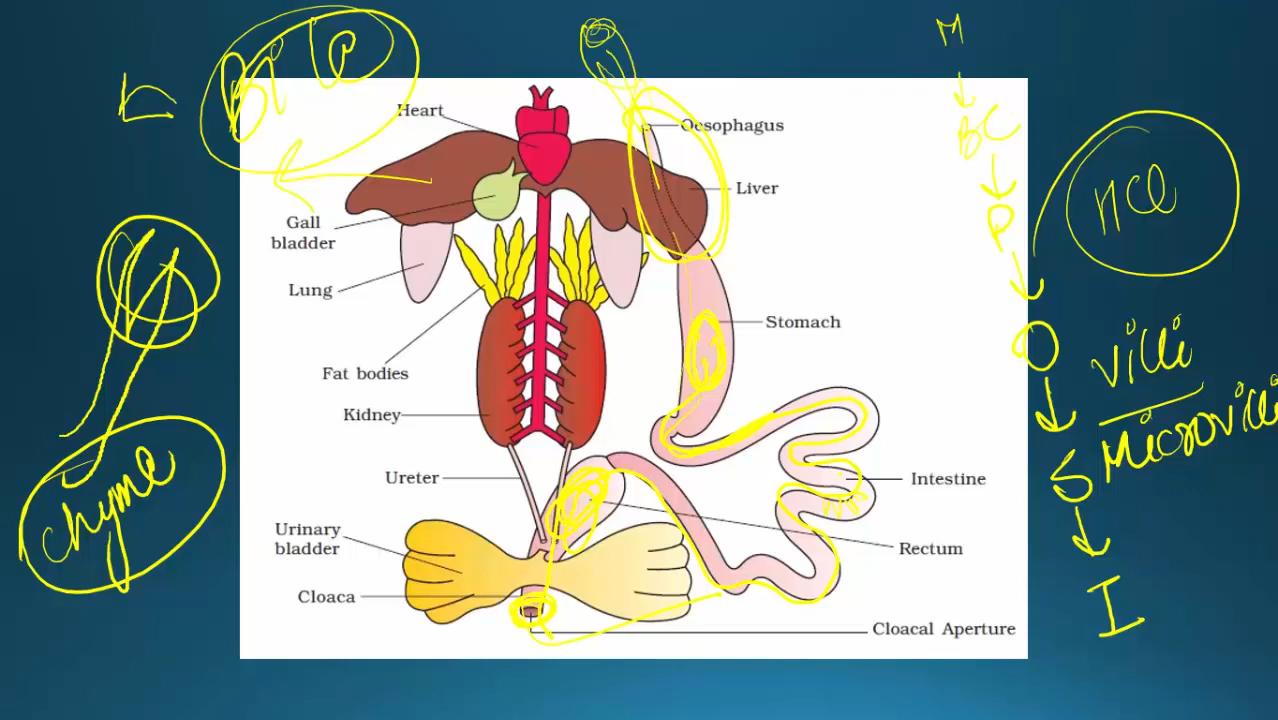 Bile
L
M
BC
P
O
S
I
HCl
villi
Microvilli
chyme
Heart
Oesophagus
Liver
Gall
bladder
Lung
Stomach
Fat bodies
Kidney
Ureter
Intestine
Urinary
bladder
Rectum
Cloaca
Cloacal Aperture